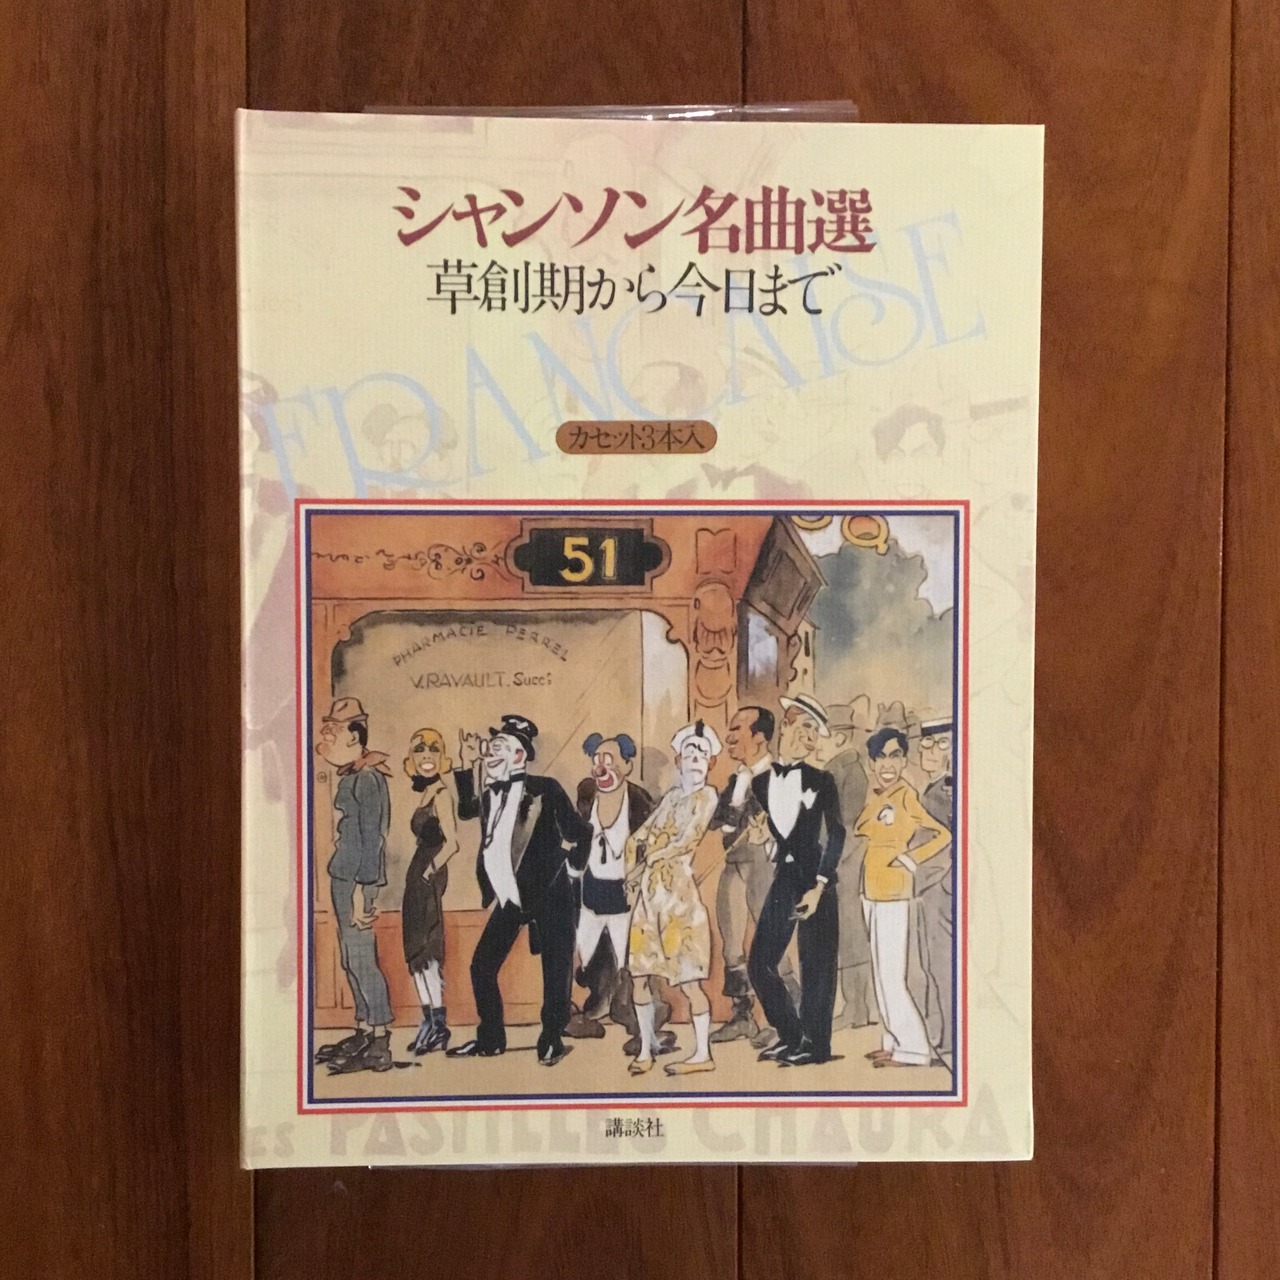 シャンソン名曲選
草創期から今日まで
FRANÇAISE
カセット3本入
51
PHARMACIE PERREL
V.RAVAULT.Succ^r
講談社
PASTILLES CHAURA